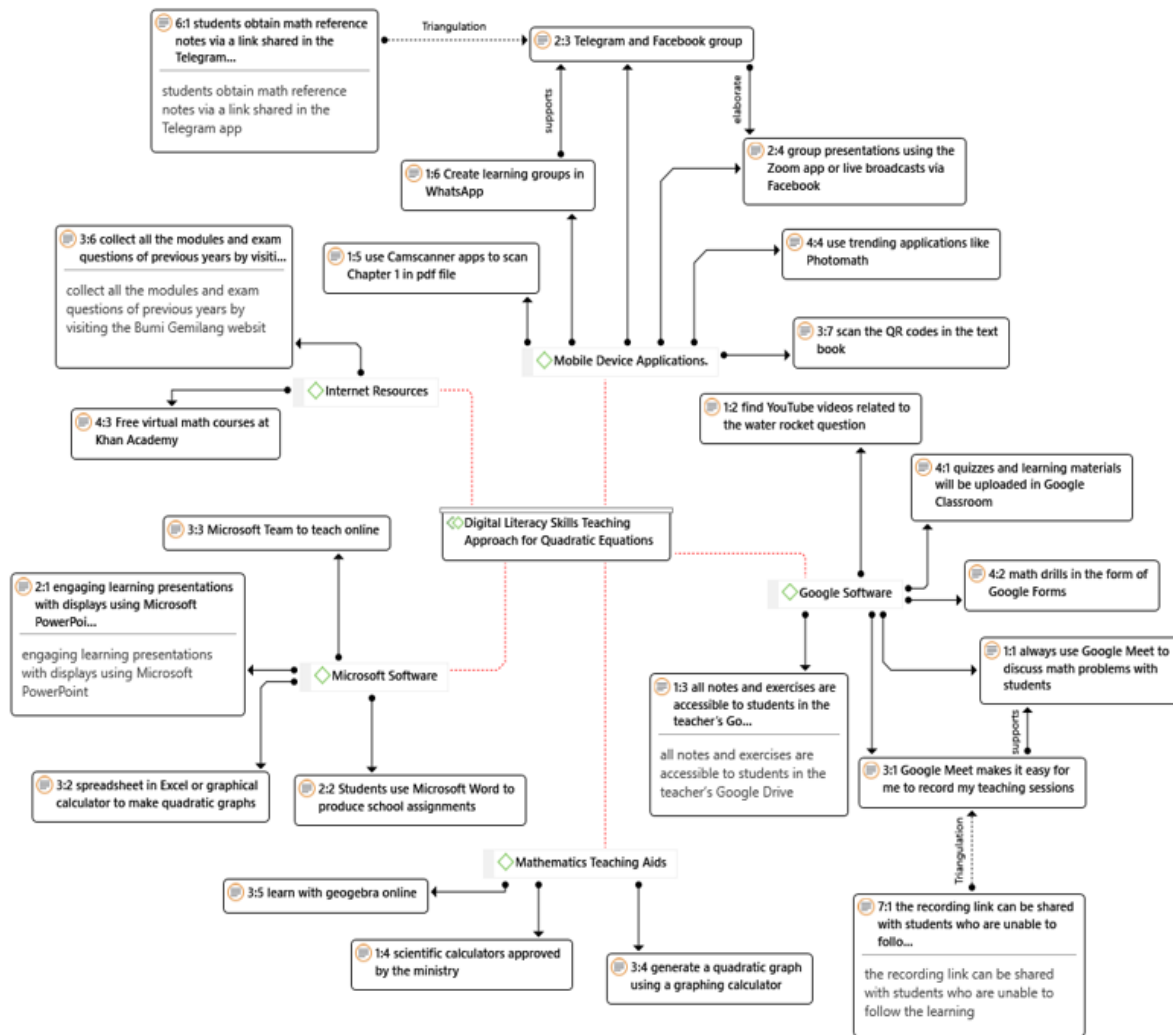 6:1 students obtain math reference
notes via a link shared in the
Telegram...
students obtain math reference
notes via a link shared in the
Telegram app
Triangulation
2:3 Telegram and Facebook group
supports
elaborate
2:4 group presentations using the
Zoom app or live broadcasts via
Facebook
1:6 Create learning groups in
WhatsApp
3:6 collect all the modules and exam
questions of previous years by visiti...
collect all the modules and exam
questions of previous years by
visiting the Bumi Gemilang websit
1:5 use Camscanner apps to scan
Chapter 1 in pdf file
4:4 use trending applications like
Photomath
3:7 scan the QR codes in the text
book
Mobile Device Applications.
Internet Resources
4:3 Free virtual math courses at
Khan Academy
1:2 find YouTube videos related to
the water rocket question
4:1 quizzes and learning materials
will be uploaded in Google
Classroom
3:3 Microsoft Team to teach online
Digital Literacy Skills Teaching
Approach for Quadratic Equations
4:2 math drills in the form of
Google Forms
Google Software
2:1 engaging learning presentations
with displays using Microsoft
PowerPoi...
engaging learning presentations
with displays using Microsoft
PowerPoint
Microsoft Software
1:1 always use Google Meet to
discuss math problems with
students
1:3 all notes and exercises are
accessible to students in the
teacher's Go...
all notes and exercises are
accessible to students in the
teacher's Google Drive
supports
3:1 Google Meet makes it easy for
me to record my teaching sessions
3:2 spreadsheet in Excel or graphical
calculator to make quadratic graphs
2:2 Students use Microsoft Word to
produce school assignments
Triangulation
Mathematics Teaching Aids
3:5 learn with geogebra online
1:4 scientific calculators approved
by the ministry
3:4 generate a quadratic graph
using a graphing calculator
7:1 the recording link can be shared
with students who are unable to
follo...
the recording link can be shared
with students who are unable to
follow the learning